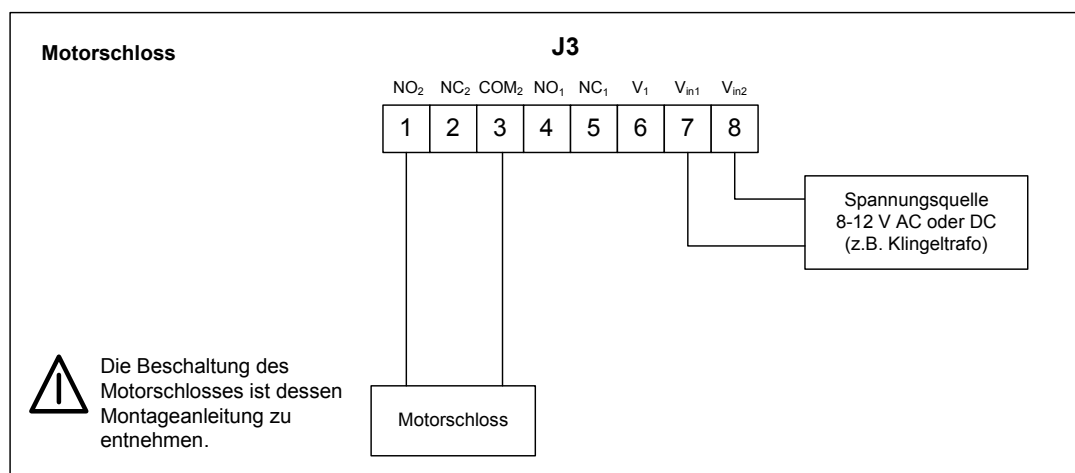 Motorschloss
J3
NO₂ NC₂ COM₂ NO₁ NC₁ V₁ Vᵢₙ₁ Vᵢₙ₂
1 2 3 4 5 6 7 8
Spannungsquelle
8-12 V AC oder DC
(z.B. Klingeltrafo)
Die Beschaltung des
Motorschlosses ist dessen
Montageanleitung zu
entnehmen.
Motorschloss